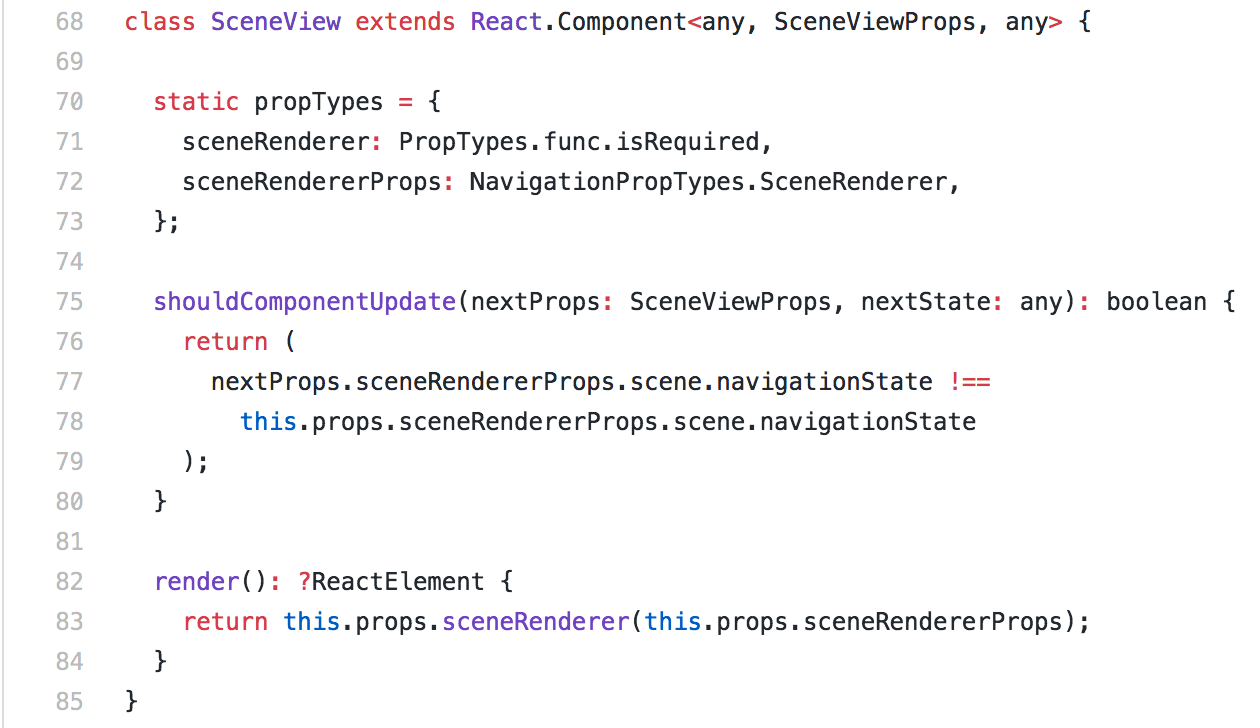 68 class SceneView extends React.Component<any, SceneViewProps, any> {
69
70 static propTypes = {
71 sceneRenderer: PropTypes.func.isRequired,
72 sceneRendererProps: NavigationPropTypes.SceneRenderer,
73 };
74
75 shouldComponentUpdate(nextProps: SceneViewProps, nextState: any): boolean {
76 return (
77 nextProps.sceneRendererProps.scene.navigationState !==
78 this.props.sceneRendererProps.scene.navigationState
79 );
80 }
81
82 render(): ?ReactElement {
83 return this.props.sceneRenderer(this.props.sceneRendererProps);
84 }
85 }